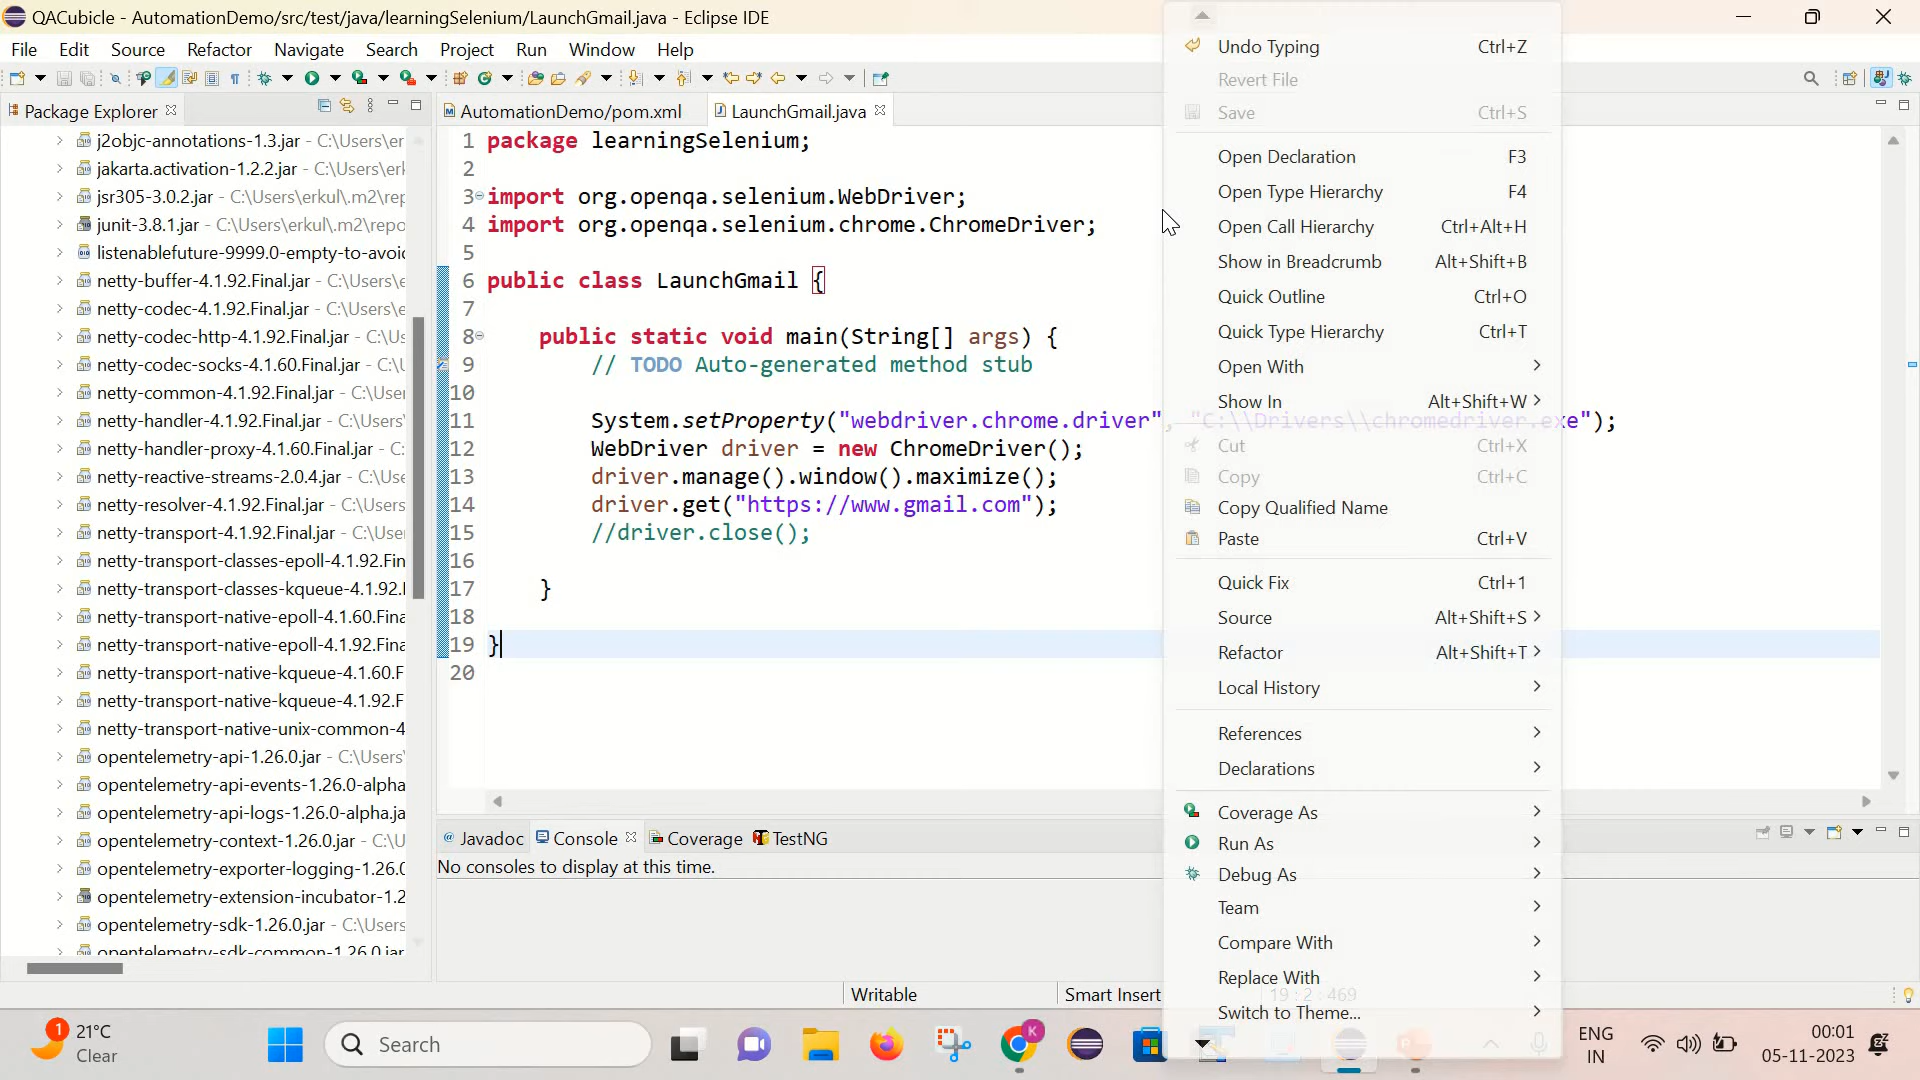 QACubicle - AutomationDemo/src/test/java/learningSelenium/LaunchGmail.java - Eclipse IDE
File Edit Source Refactor Navigate Search Project Run Window Help
Package Explorer
j2objc-annotations-1.3.jar - C:\Users\er
jakarta.activation-1.2.2.jar - C:\Users\erl
jsr305-3.0.2.jar - C:\Users\erkul\.m2\rep
junit-3.8.1.jar - C:\Users\erkul\.m2\repo
listenablefuture-9999.0-empty-to-avoid
netty-buffer-4.1.92.Final.jar - C:\Users\e
netty-codec-4.1.92.Final.jar - C:\Users\er
netty-codec-http-4.1.92.Final.jar - C:\Us
netty-codec-socks-4.1.60.Final.jar - C:\U
netty-common-4.1.92.Final.jar - C:\User
netty-handler-4.1.92.Final.jar - C:\Users\
netty-handler-proxy-4.1.60.Final.jar - C:
netty-reactive-streams-2.0.4.jar - C:\User
netty-resolver-4.1.92.Final.jar - C:\Users
netty-transport-4.1.92.Final.jar - C:\User
netty-transport-classes-epoll-4.1.92.Fin
netty-transport-classes-kqueue-4.1.92.I
netty-transport-native-epoll-4.1.60.Fina
netty-transport-native-epoll-4.1.92.Fina
netty-transport-native-kqueue-4.1.60.F
netty-transport-native-kqueue-4.1.92.F
netty-transport-native-unix-common-4
opentelemetry-api-1.26.0.jar - C:\Users'
opentelemetry-api-events-1.26.0-alpha
opentelemetry-api-logs-1.26.0-alpha.ja
opentelemetry-context-1.26.0.jar - C:\U
opentelemetry-exporter-logging-1.26.0
opentelemetry-extension-incubator-1.2
opentelemetry-sdk-1.26.0.jar - C:\Users
opentelemetry-sdk-common-1.26.0.jar
AutomationDemo/pom.xml LaunchGmail.java
1 package learningSelenium;
2
3 import org.openqa.selenium.WebDriver;
4 import org.openqa.selenium.chrome.ChromeDriver;
5
6 public class LaunchGmail {
7
8 public static void main(String[] args) {
9 // TODO Auto-generated method stub
10
11 System.setProperty("webdriver.chrome.driver", "C:\\Drivers\\chromedriver.exe");
12 WebDriver driver = new ChromeDriver();
13 driver.manage().window().maximize();
14 driver.get("https://www.gmail.com");
15 //driver.close();
16
17 }
18
19 }
20
Undo Typing Ctrl+Z
Revert File
Save Ctrl+S
Open Declaration F3
Open Type Hierarchy F4
Open Call Hierarchy Ctrl+Alt+H
Show in Breadcrumb Alt+Shift+B
Quick Outline Ctrl+O
Quick Type Hierarchy Ctrl+T
Open With
Show In Alt+Shift+W
Cut Ctrl+X
Copy Ctrl+C
Copy Qualified Name
Paste Ctrl+V
Quick Fix Ctrl+1
Source Alt+Shift+S
Refactor Alt+Shift+T
Local History
References
Declarations
Coverage As
Run As
Debug As
Team
Compare With
Replace With
Switch to Theme...
@ Javadoc Console Coverage TestNG
No consoles to display at this time.
Writable Smart Insert 19 : 2 : 469
1 21°C
Clear
Search
K
ENG
IN
00:01
05-11-2023